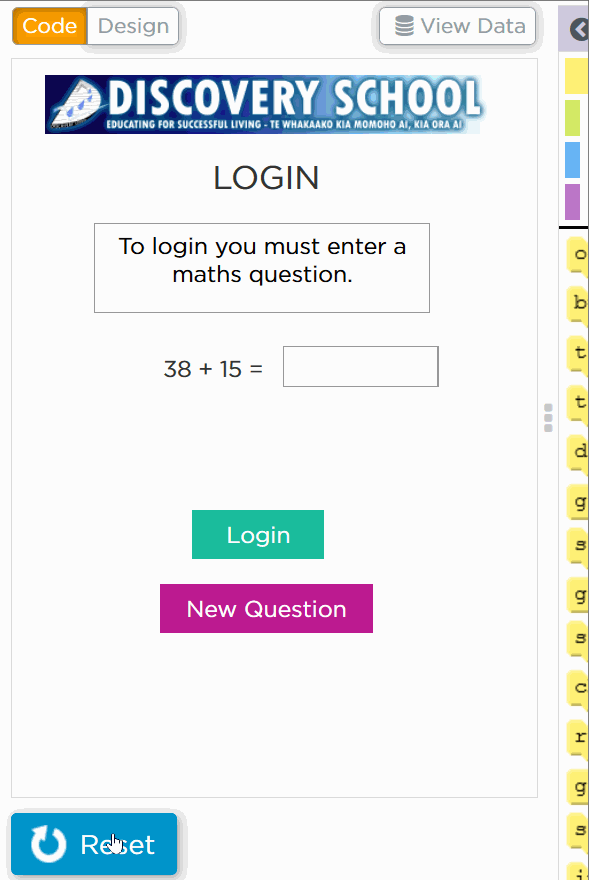 Code Design View Data
DISCOVERY SCHOOL
EDUCATING FOR SUCCESSFUL LIVING - TE WHAKAAKO KIA MOMOHO AI, KIA ORA AI
LOGIN
To login you must enter a
maths question.
38 + 15 =
Login
New Question
Reset
o
b
t
t
d
g
s
g
s
c
r
g
s
i